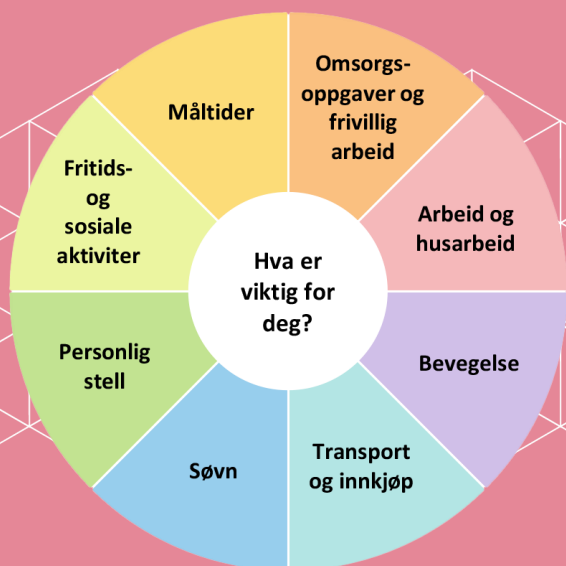 Omsorgs-
oppgaver og
frivillig
arbeid
Arbeid og
husarbeid
Bevegelse
Transport
og innkjøp
Søvn
Personlig
stell
Fritids-
og
sosiale
aktiviter
Måltider
Hva er
viktig for
deg?